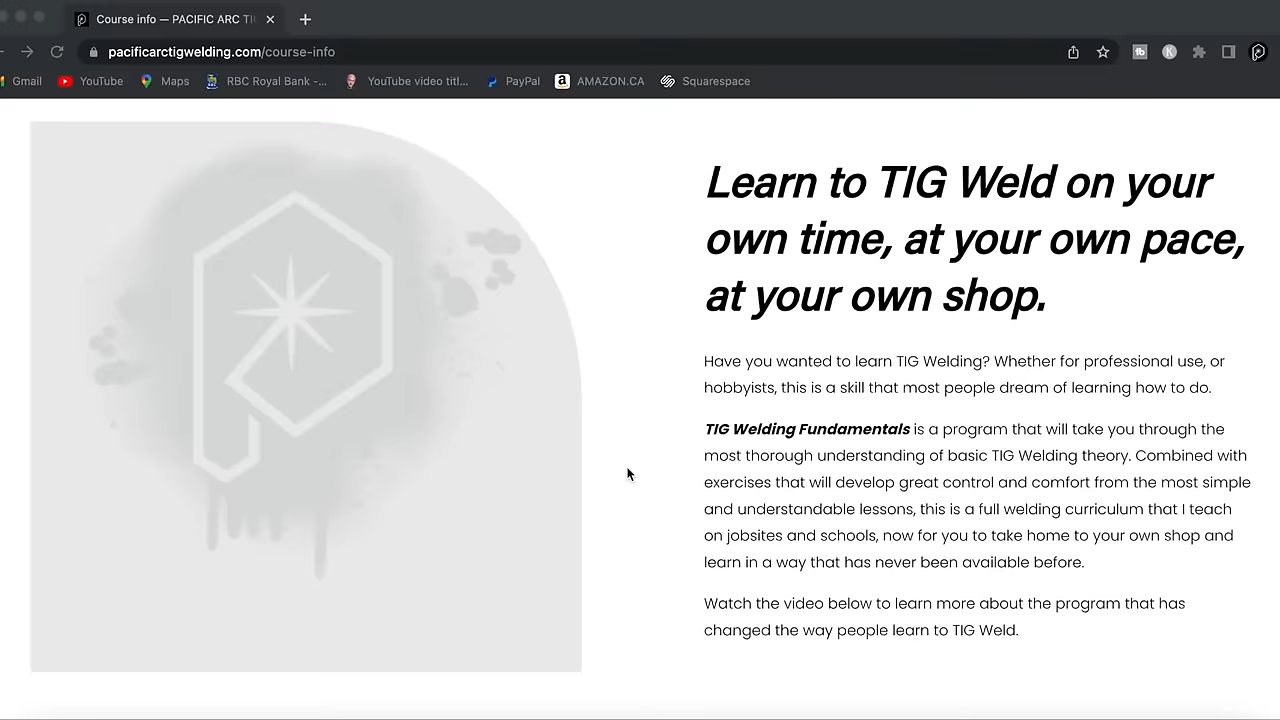 Course info — PACIFIC ARC TI
pacificarctigwelding.com/course-info
Gmail YouTube Maps RBC Royal Bank -... YouTube video titl... PayPal AMAZON.CA Squarespace
Learn to TIG Weld on your
own time, at your own pace,
at your own shop.
Have you wanted to learn TIG Welding? Whether for professional use, or
hobbyists, this is a skill that most people dream of learning how to do.
TIG Welding Fundamentals is a program that will take you through the
most thorough understanding of basic TIG Welding theory. Combined with
exercises that will develop great control and comfort from the most simple
and understandable lessons, this is a full welding curriculum that I teach
on jobsites and schools, now for you to take home to your own shop and
learn in a way that has never been available before.
Watch the video below to learn more about the program that has
changed the way people learn to TIG Weld.